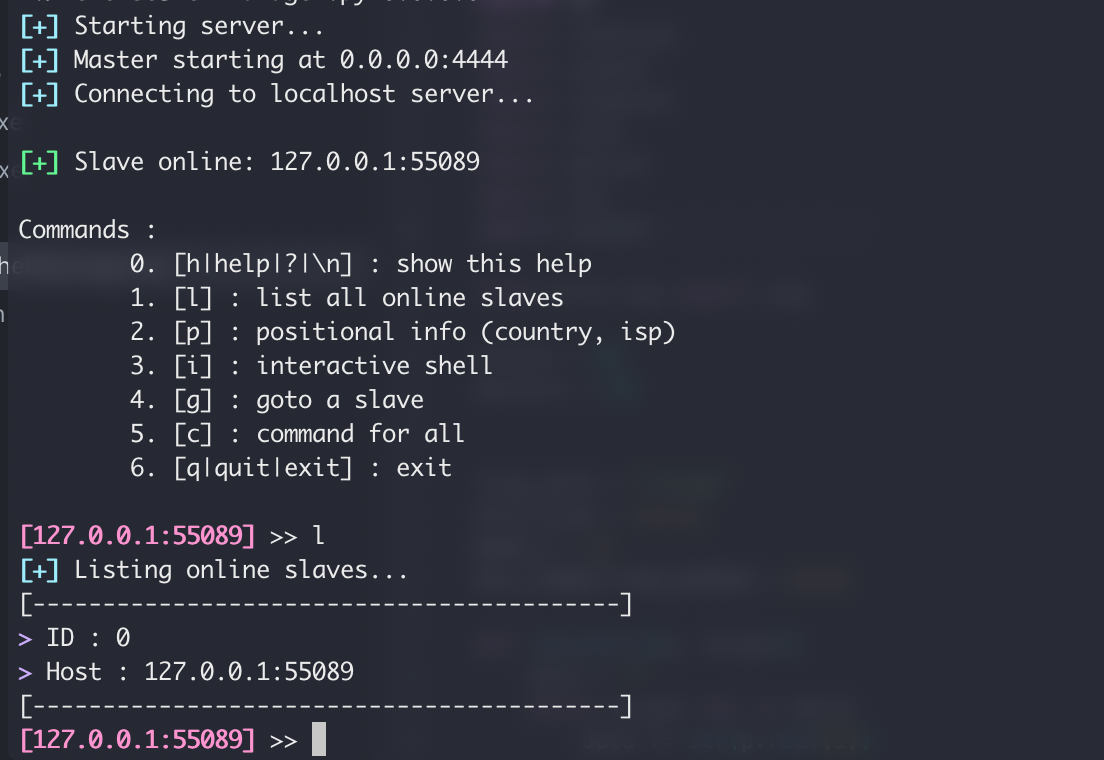 [+] Starting server...
[+] Master starting at 0.0.0.0:4444
[+] Connecting to localhost server...
[+] Slave online: 127.0.0.1:55089
Commands :
0. [h|help|?|\n] : show this help
1. [l] : list all online slaves
2. [p] : positional info (country, isp)
3. [i] : interactive shell
4. [g] : goto a slave
5. [c] : command for all
6. [q|quit|exit] : exit
[127.0.0.1:55089] >> l
[+] Listing online slaves...
[------------------------------------------]
> ID : 0
> Host : 127.0.0.1:55089
[------------------------------------------]
[127.0.0.1:55089] >>